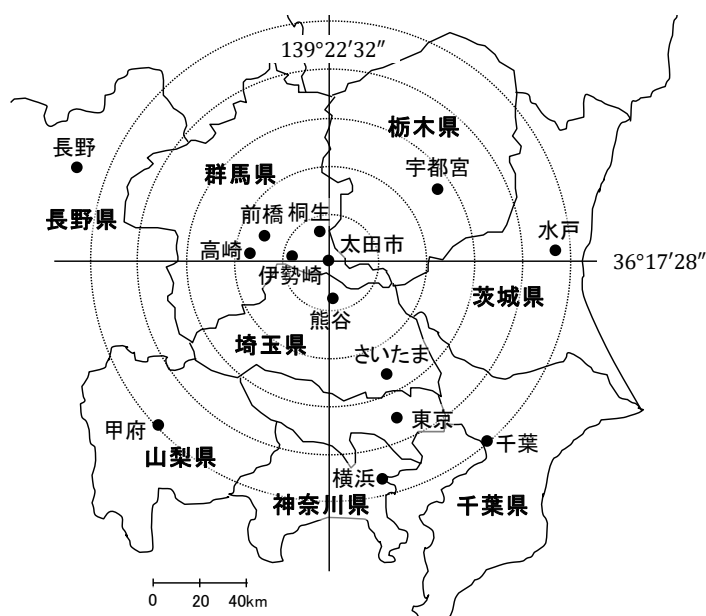 139°22′32″
栃木県
長野
群馬県
宇都宮
長野県
前橋
桐生
水戸
高崎
太田市
36°17′28″
伊勢崎
茨城県
熊谷
埼玉県
さいたま
甲府
東京
千葉
山梨県
横浜
神奈川県
千葉県
0 20 40km